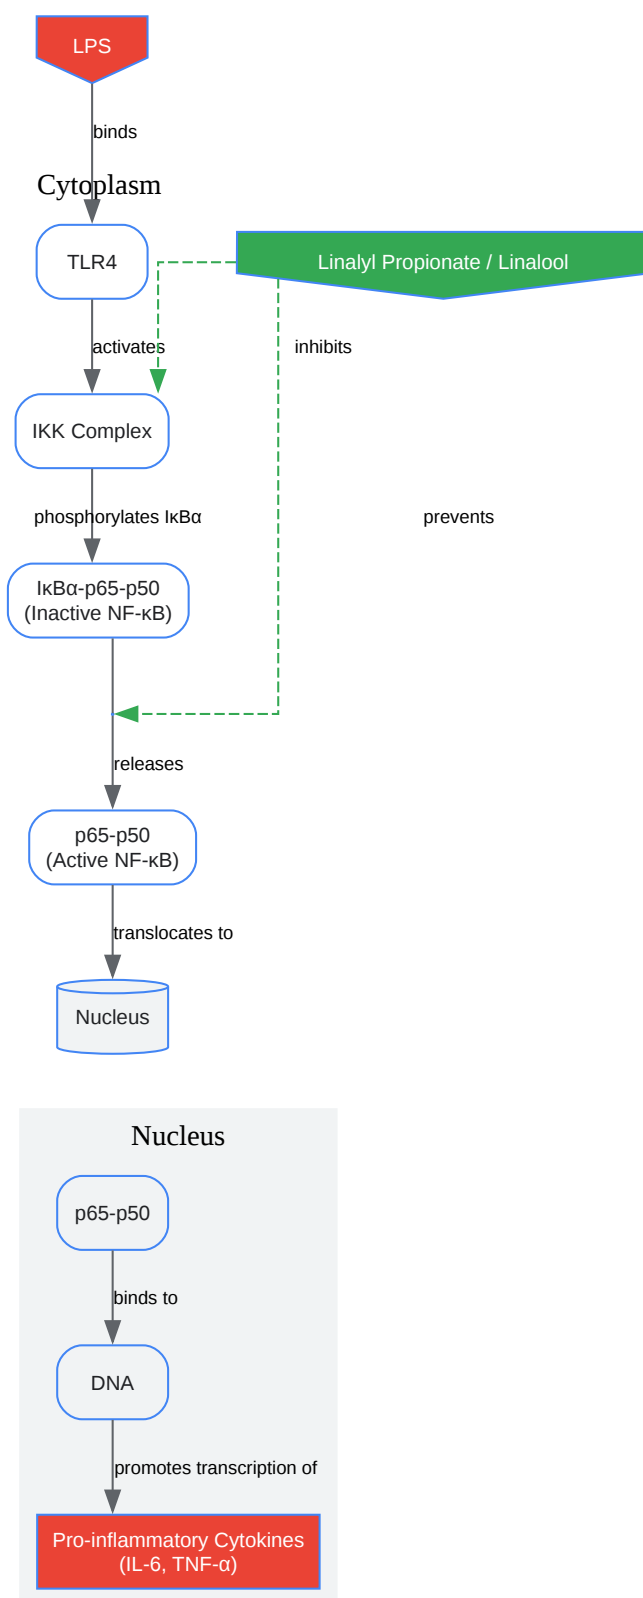 LPS
binds
Cytoplasm
TLR4
Linalyl Propionate / Linalool
activates
inhibits
IKK Complex
phosphorylates IκBα
prevents
IκBα-p65-p50
(Inactive NF-κB)
releases
p65-p50
(Active NF-κB)
translocates to
Nucleus
Nucleus
p65-p50
binds to
DNA
promotes transcription of
Pro-inflammatory Cytokines
(IL-6, TNF-α)